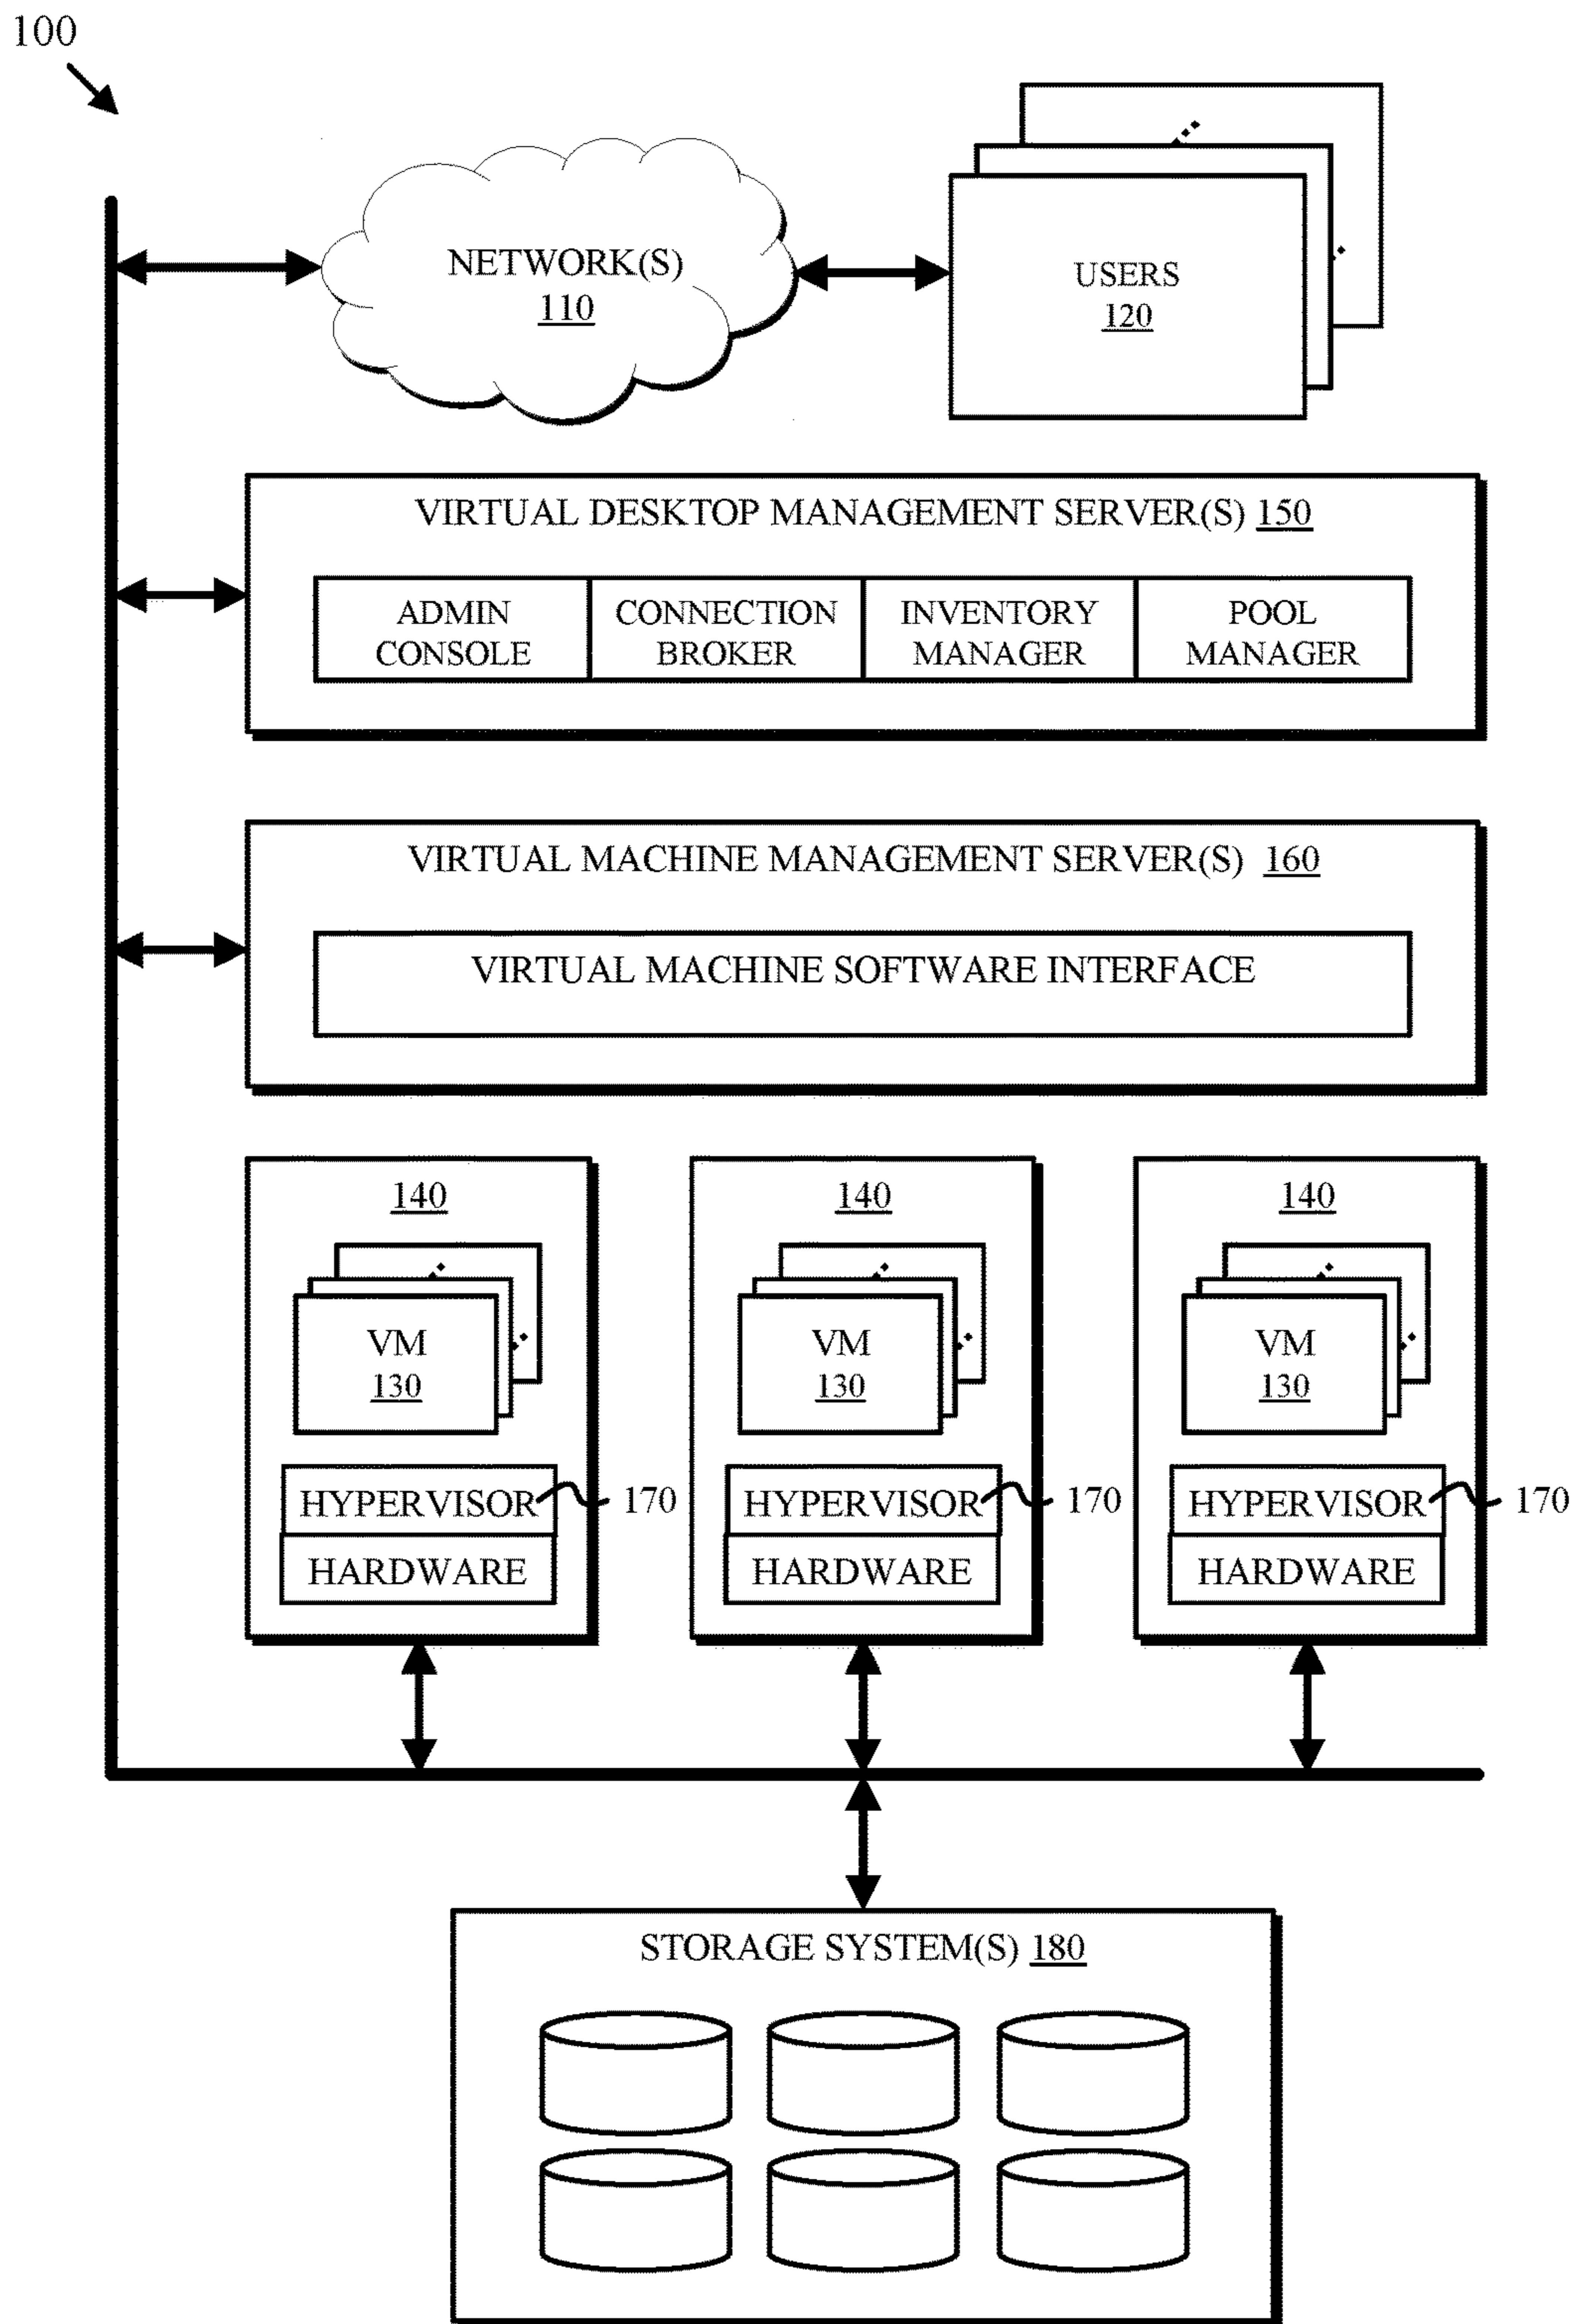 100
NETWORK(S)
110
USERS
120
VIRTUAL DESKTOP MANAGEMENT SERVER(S) 150
ADMIN
CONSOLE
CONNECTION
BROKER
INVENTORY
MANAGER
POOL
MANAGER
VIRTUAL MACHINE MANAGEMENT SERVER(S) 160
VIRTUAL MACHINE SOFTWARE INTERFACE
140
VM
130
HYPERVISOR
170
HARDWARE
140
VM
130
HYPERVISOR
170
HARDWARE
140
VM
130
HYPERVISOR
170
HARDWARE
STORAGE SYSTEM(S) 180